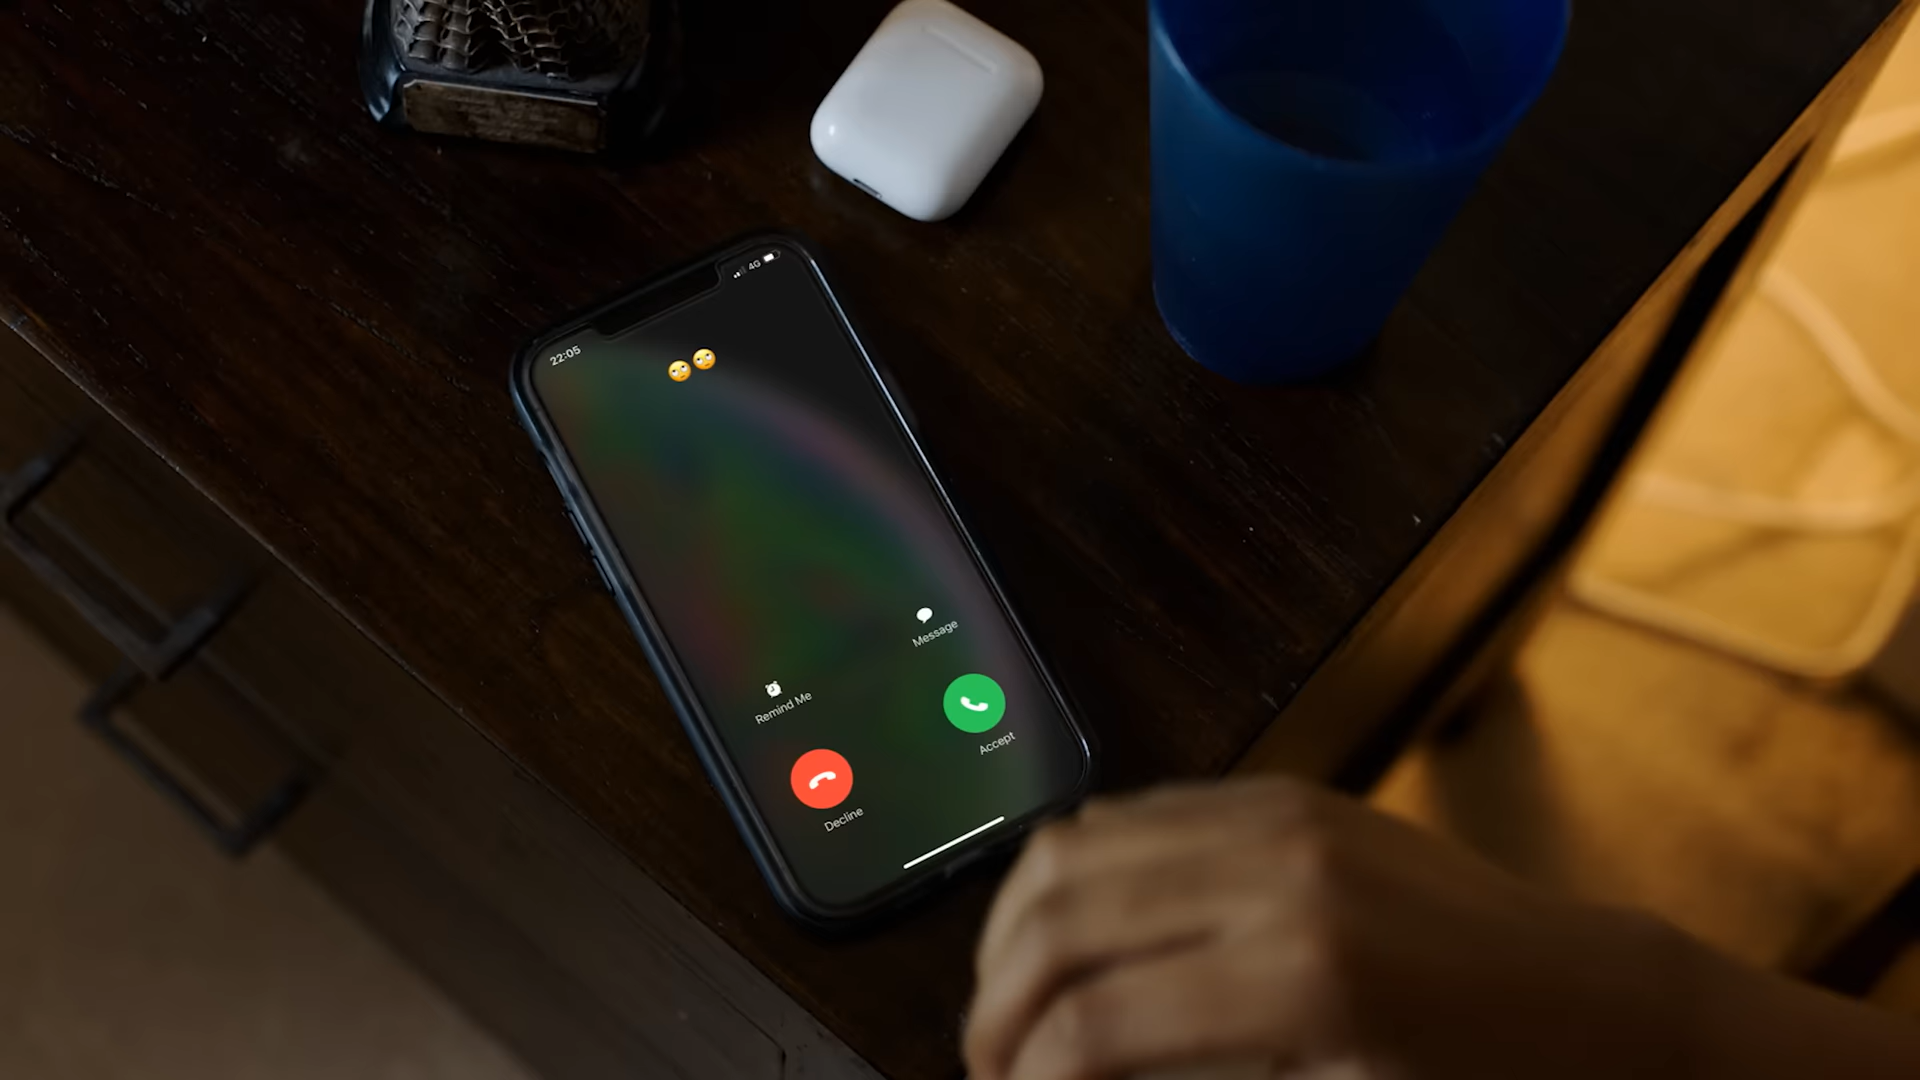 22:05
4G
🙄🙄
Message
Remind Me
Accept
Decline